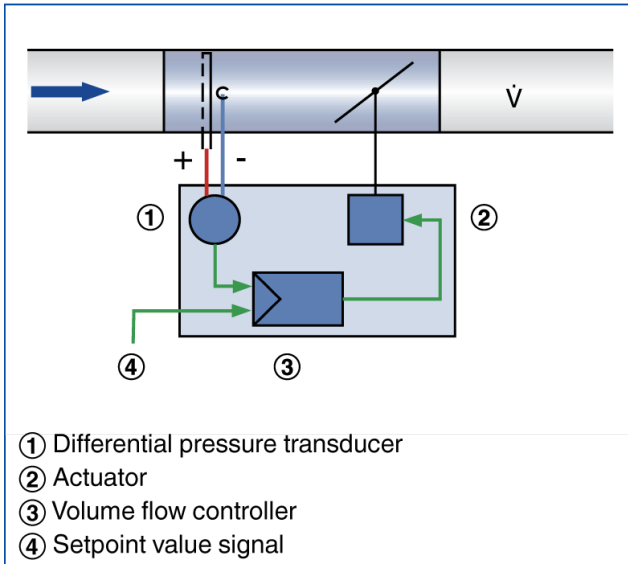 V̇
+ -
①
②
④
③
① Differential pressure transducer
② Actuator
③ Volume flow controller
④ Setpoint value signal